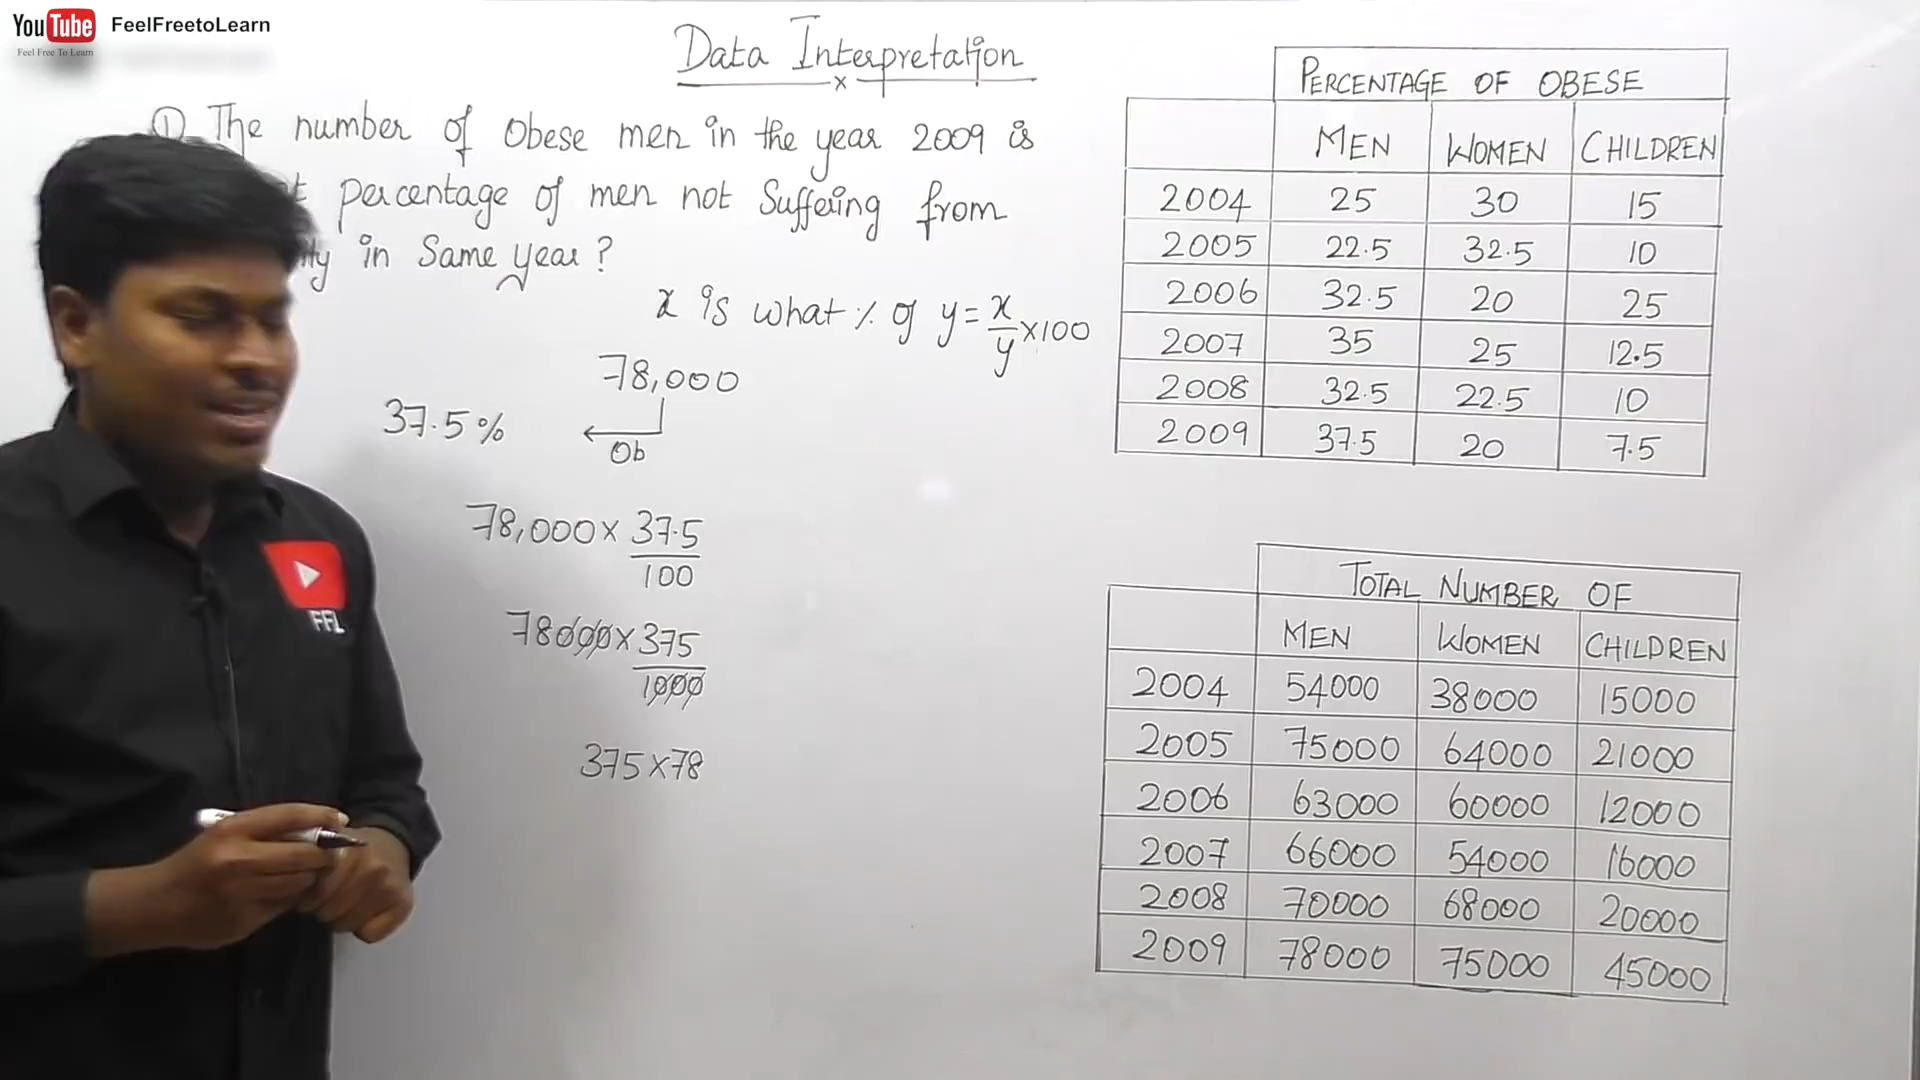 YouTube FeelFreetoLearn
Feel Free To Learn
Data Interpretation
x
① The number of Obese men in the year 2009 is
percentage of men not Suffering from
in Same year?
x is what % of y = x/y × 100
78,000
37.5%
Ob
78,000 × 37.5/100
78000 × 375/1000
375 × 78
FFL
PERCENTAGE OF OBESE
MEN WOMEN CHILDREN
2004 25 30 15
2005 22.5 32.5 10
2006 32.5 20 25
2007 35 25 12.5
2008 32.5 22.5 10
2009 37.5 20 7.5
TOTAL NUMBER OF
MEN WOMEN CHILDREN
2004 54000 38000 15000
2005 75000 64000 21000
2006 63000 60000 12000
2007 66000 54000 16000
2008 70000 68000 20000
2009 78000 75000 45000